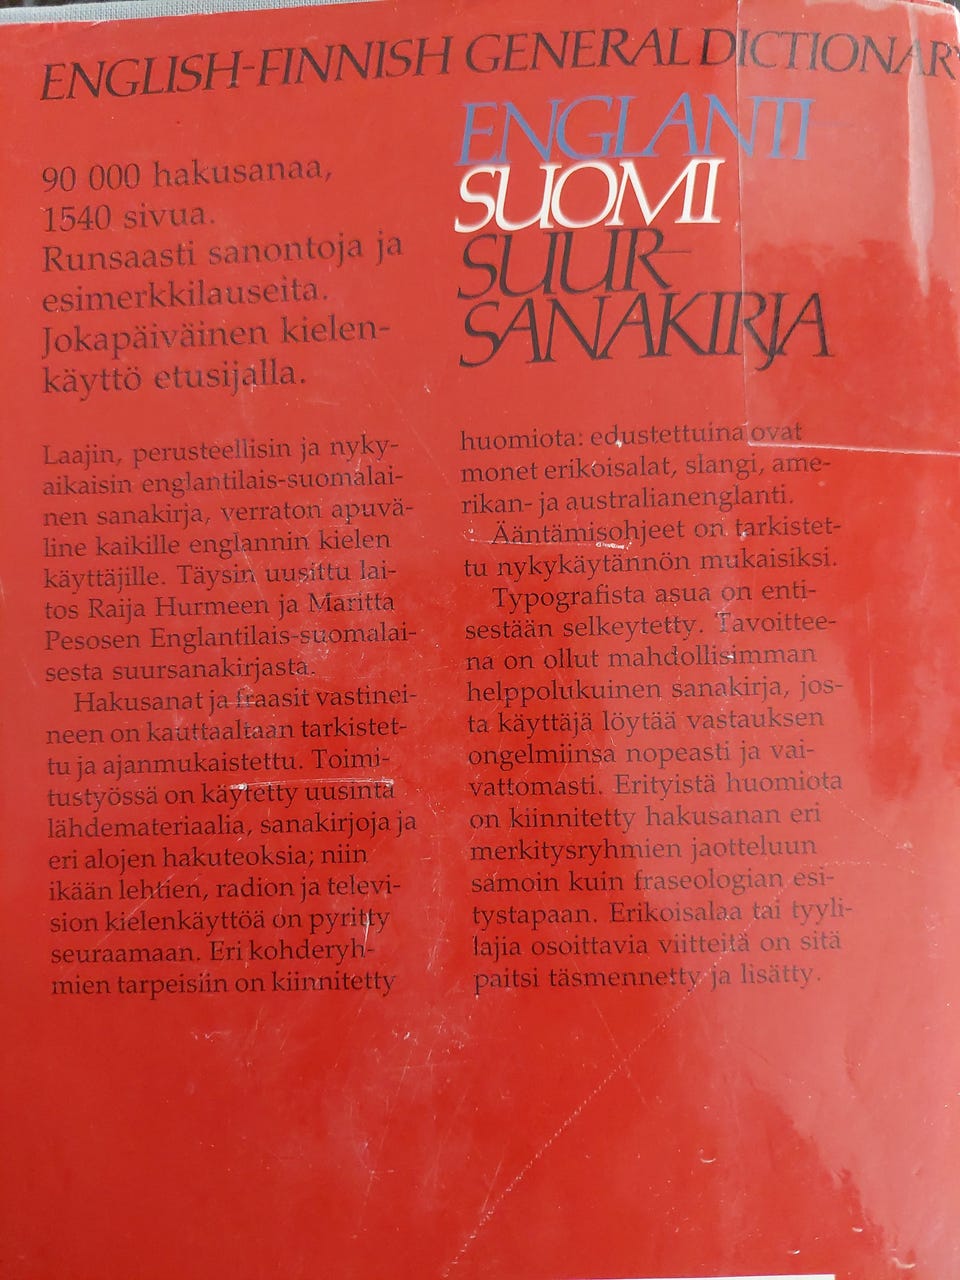 ENGLISH-FINNISH GENERAL DICTIONARY
ENGLANTI-
SUOMI
SUUR-
SANAKIRJA
90 000 hakusanaa,
1540 sivua.
Runsaasti sanontoja ja
esimerkkilauseita.
Jokapäiväinen kielen-
käyttö etusijalla.
Laajin, perusteellisin ja nyky-
aikaisin englantilais-suomalai-
nen sanakirja, verraton apuvä-
line kaikille englannin kielen
käyttäjille. Täysin uusittu lai-
tos Raija Hurmeen ja Maritta
Pesosen Englantilais-suomalai-
sesta suursanakirjasta.
Hakusanat ja fraasit vastinei-
neen on kauttaaltaan tarkistet-
tu ja ajanmukaistettu. Toimi-
tustyössä on käytetty uusinta
lähdemateriaalia, sanakirjoja ja
eri alojen hakuteoksia; niin
ikään lehtien, radion ja televi-
sion kielenkäyttöä on pyritty
seuraamaan. Eri kohderyh-
mien tarpeisiin on kiinnitetty
huomiota: edustettuina ovat
monet erikoisalat, slangi, ame-
rikan- ja australianenglanti.
Ääntämisohjeet on tarkistet-
tu nykykäytännön mukaisiksi.
Typografista asua on enti-
sestään selkeytetty. Tavoittee-
na on ollut mahdollisimman
helppolukuinen sanakirja, jos-
ta käyttäjä löytää vastauksen
ongelmiinsa nopeasti ja vai-
vattomasti. Erityistä huomiota
on kiinnitetty hakusanan eri
merkitysryhmien jaotteluun
samoin kuin fraseologian esi-
tystapaan. Erikoisalaa tai tyyli-
lajia osoittavia viitteitä on sitä
paitsi täsmennetty ja lisätty.